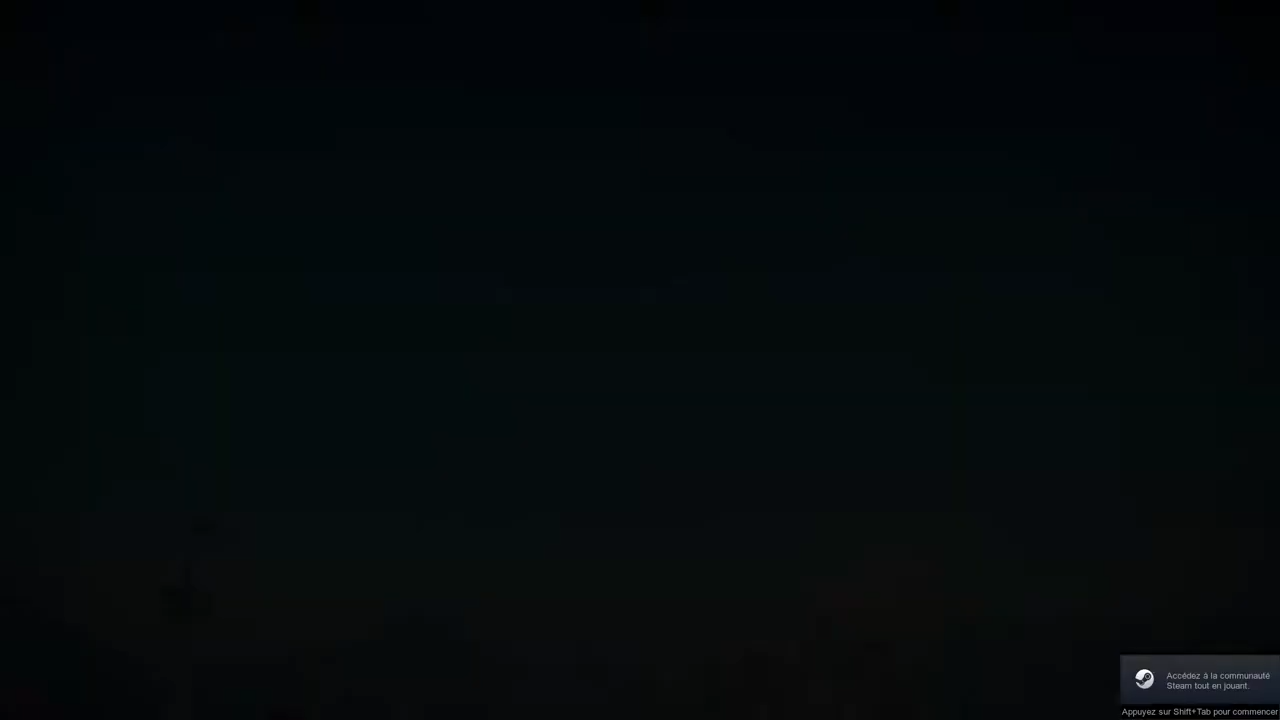 Accédez à la communauté
Steam tout en jouant.
Appuyez sur Shift+Tab pour commencer